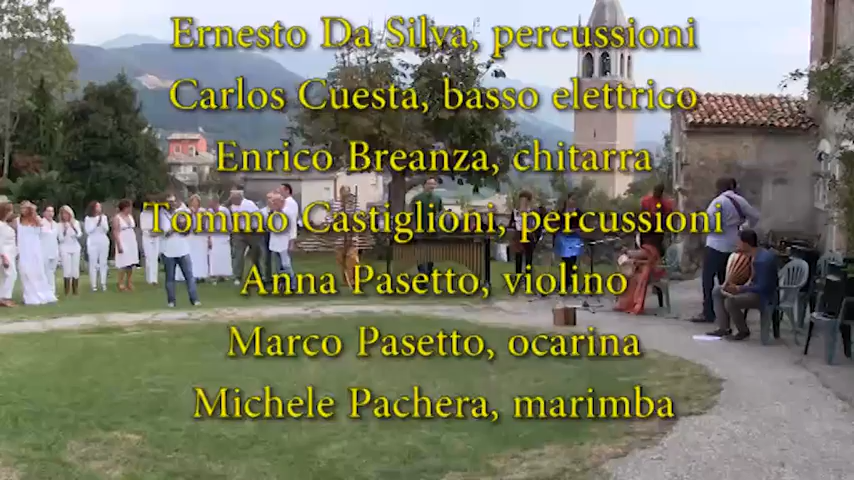 Ernesto Da Silva, percussioni
Carlos Cuesta, basso elettrico
Enrico Breanza, chitarra
Tommo Castiglioni, percussioni
Anna Pasetto, violino
Marco Pasetto, ocarina
Michele Pachera, marimba